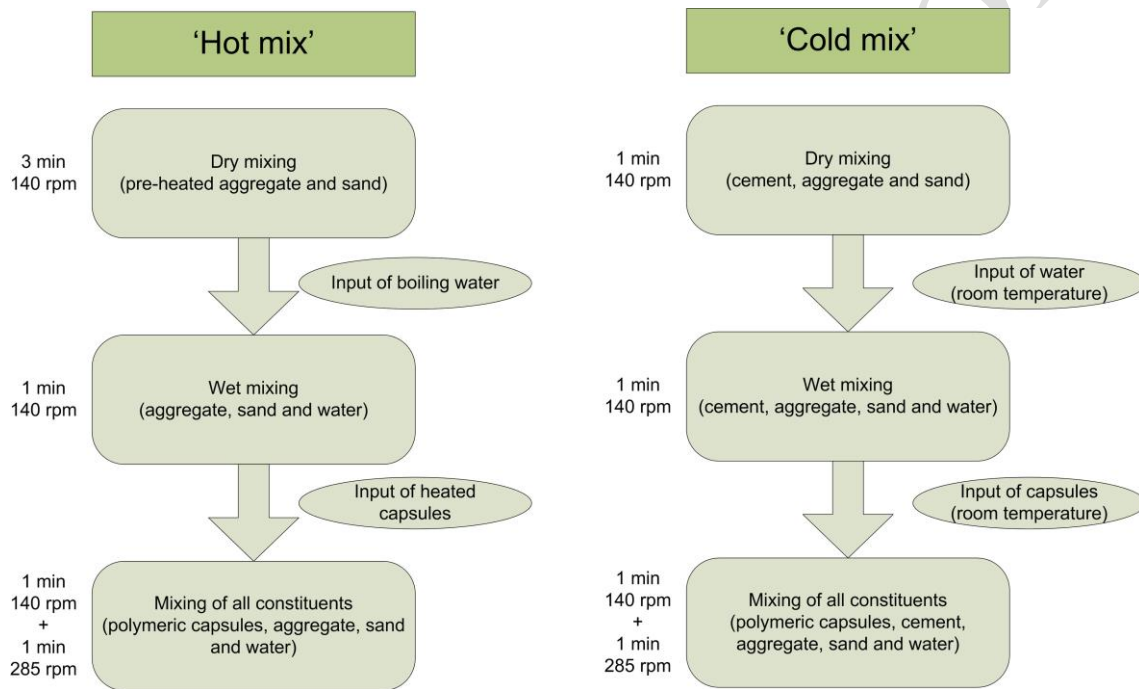 'Hot mix'
3 min
140 rpm
Dry mixing
(pre-heated aggregate and sand)
Input of boiling water
1 min
140 rpm
Wet mixing
(aggregate, sand and water)
Input of heated
capsules
1 min
140 rpm
+
1 min
285 rpm
Mixing of all constituents
(polymeric capsules, aggregate, sand
and water)
'Cold mix'
1 min
140 rpm
Dry mixing
(cement, aggregate and sand)
Input of water
(room temperature)
1 min
140 rpm
Wet mixing
(cement, aggregate, sand and water)
Input of capsules
(room temperature)
1 min
140 rpm
+
1 min
285 rpm
Mixing of all constituents
(polymeric capsules, cement,
aggregate, sand and water)